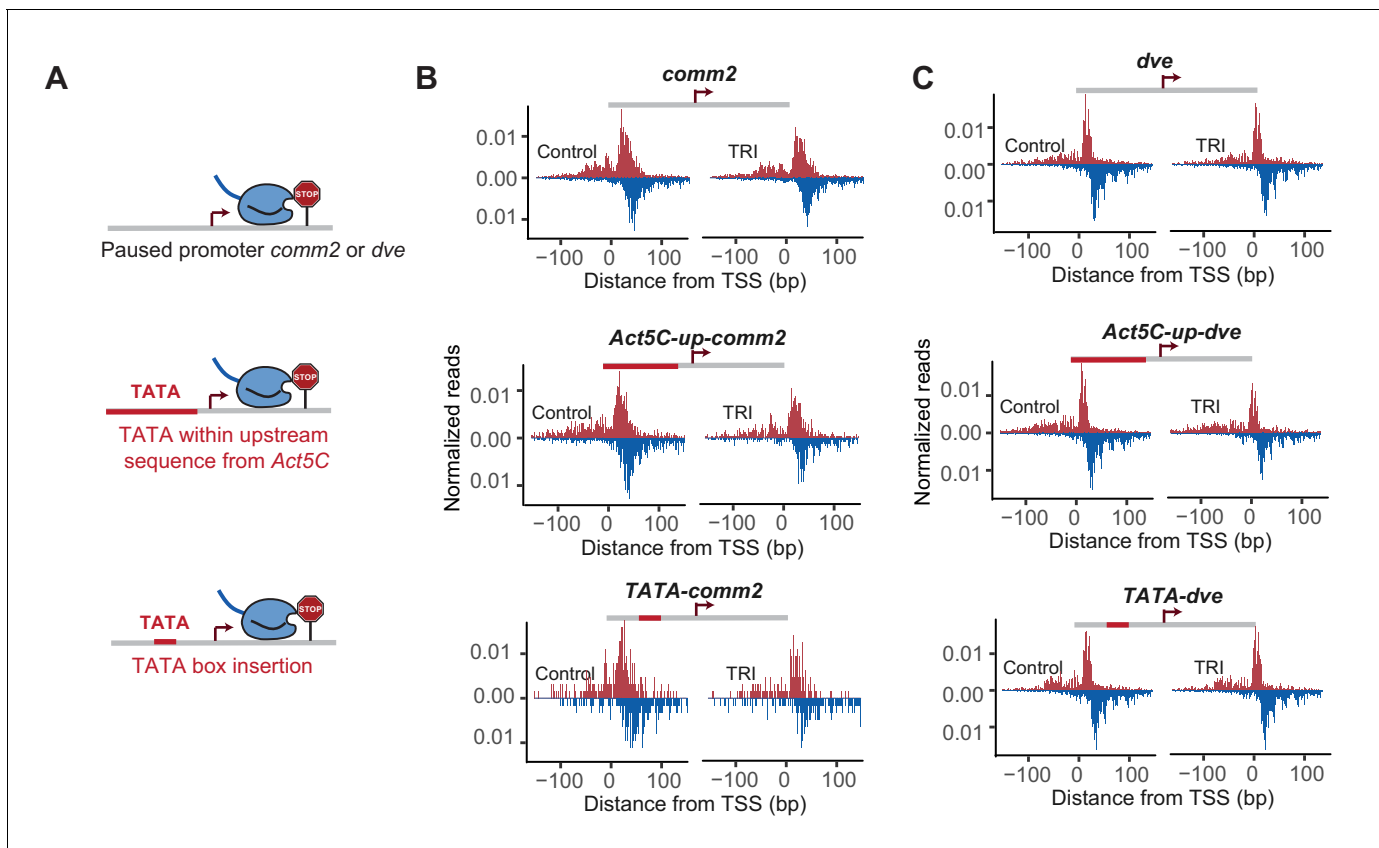 A
STOP
Paused promoter comm2 or dve
TATA
STOP
TATA within upstream
sequence from Act5C
TATA
STOP
TATA box insertion
B
comm2
Control
TRI
0.01
0.00
0.01
−100 0 100
−100 0 100
Distance from TSS (bp)
Act5C-up-comm2
Normalized reads
Control
TRI
0.01
0.00
0.01
−100 0 100
−100 0 100
Distance from TSS (bp)
TATA-comm2
Control
TRI
0.01
0.00
0.01
−100 0 100
−100 0 100
Distance from TSS (bp)
C
dve
Control
TRI
0.01
0.00
0.01
−100 0 100
−100 0 100
Distance from TSS (bp)
Act5C-up-dve
Normalized reads
Control
TRI
0.01
0.00
0.01
−100 0 100
−100 0 100
Distance from TSS (bp)
TATA-dve
Control
TRI
0.01
0.00
0.01
−100 0 100
−100 0 100
Distance from TSS (bp)